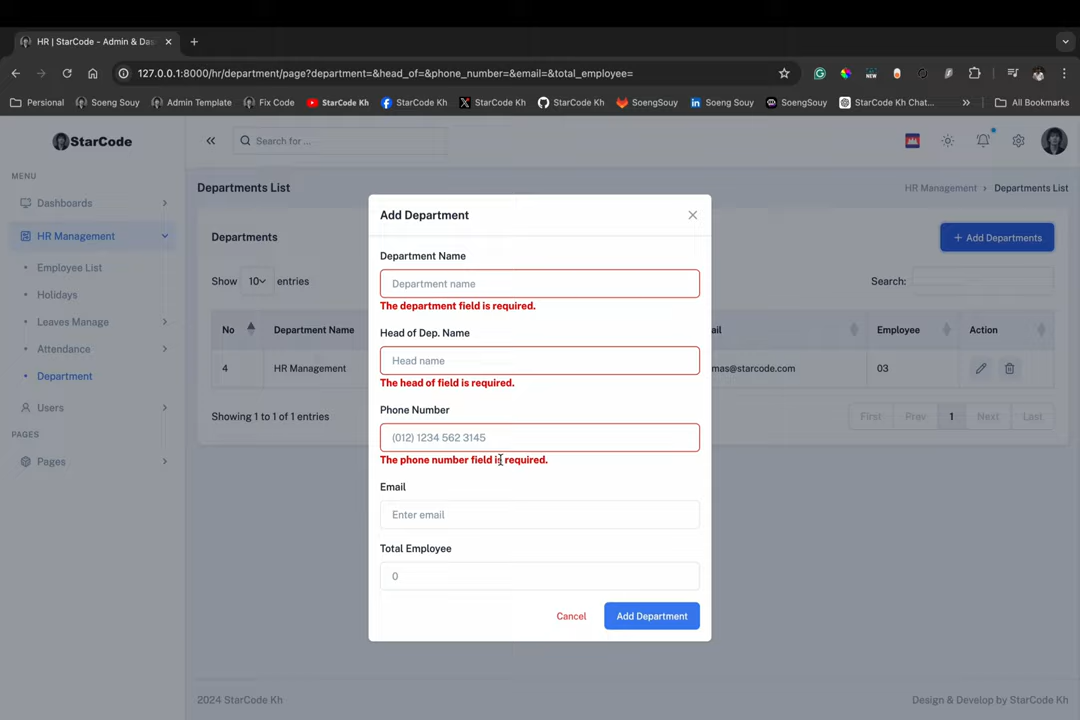 HR | StarCode - Admin & Das
127.0.0.1:8000/hr/department/page?department=&head_of=&phone_number=&email=&total_employee=
Personal
Soeng Souy
Admin Template
Fix Code
StarCode Kh
StarCode Kh
StarCode Kh
StarCode Kh
SoengSouy
Soeng Souy
SoengSouy
StarCode Kh Chat...
All Bookmarks
StarCode
Search for ...
MENU
Dashboards
HR Management
Employee List
Holidays
Leaves Manage
Attendance
Department
Users
PAGES
Pages
Departments List
HR Management
Departments List
Departments
+ Add Departments
Show 10 entries
Search:
No
Department Name
ail
Employee
Action
4
HR Management
mas@starcode.com
03
Showing 1 to 1 of 1 entries
First
Prev
1
Next
Last
Add Department
Department Name
Department name
The department field is required.
Head of Dep. Name
Head name
The head of field is required.
Phone Number
(012) 1234 562 3145
The phone number field is required.
Email
Enter email
Total Employee
0
Cancel
Add Department
2024 StarCode Kh
Design & Develop by StarCode Kh